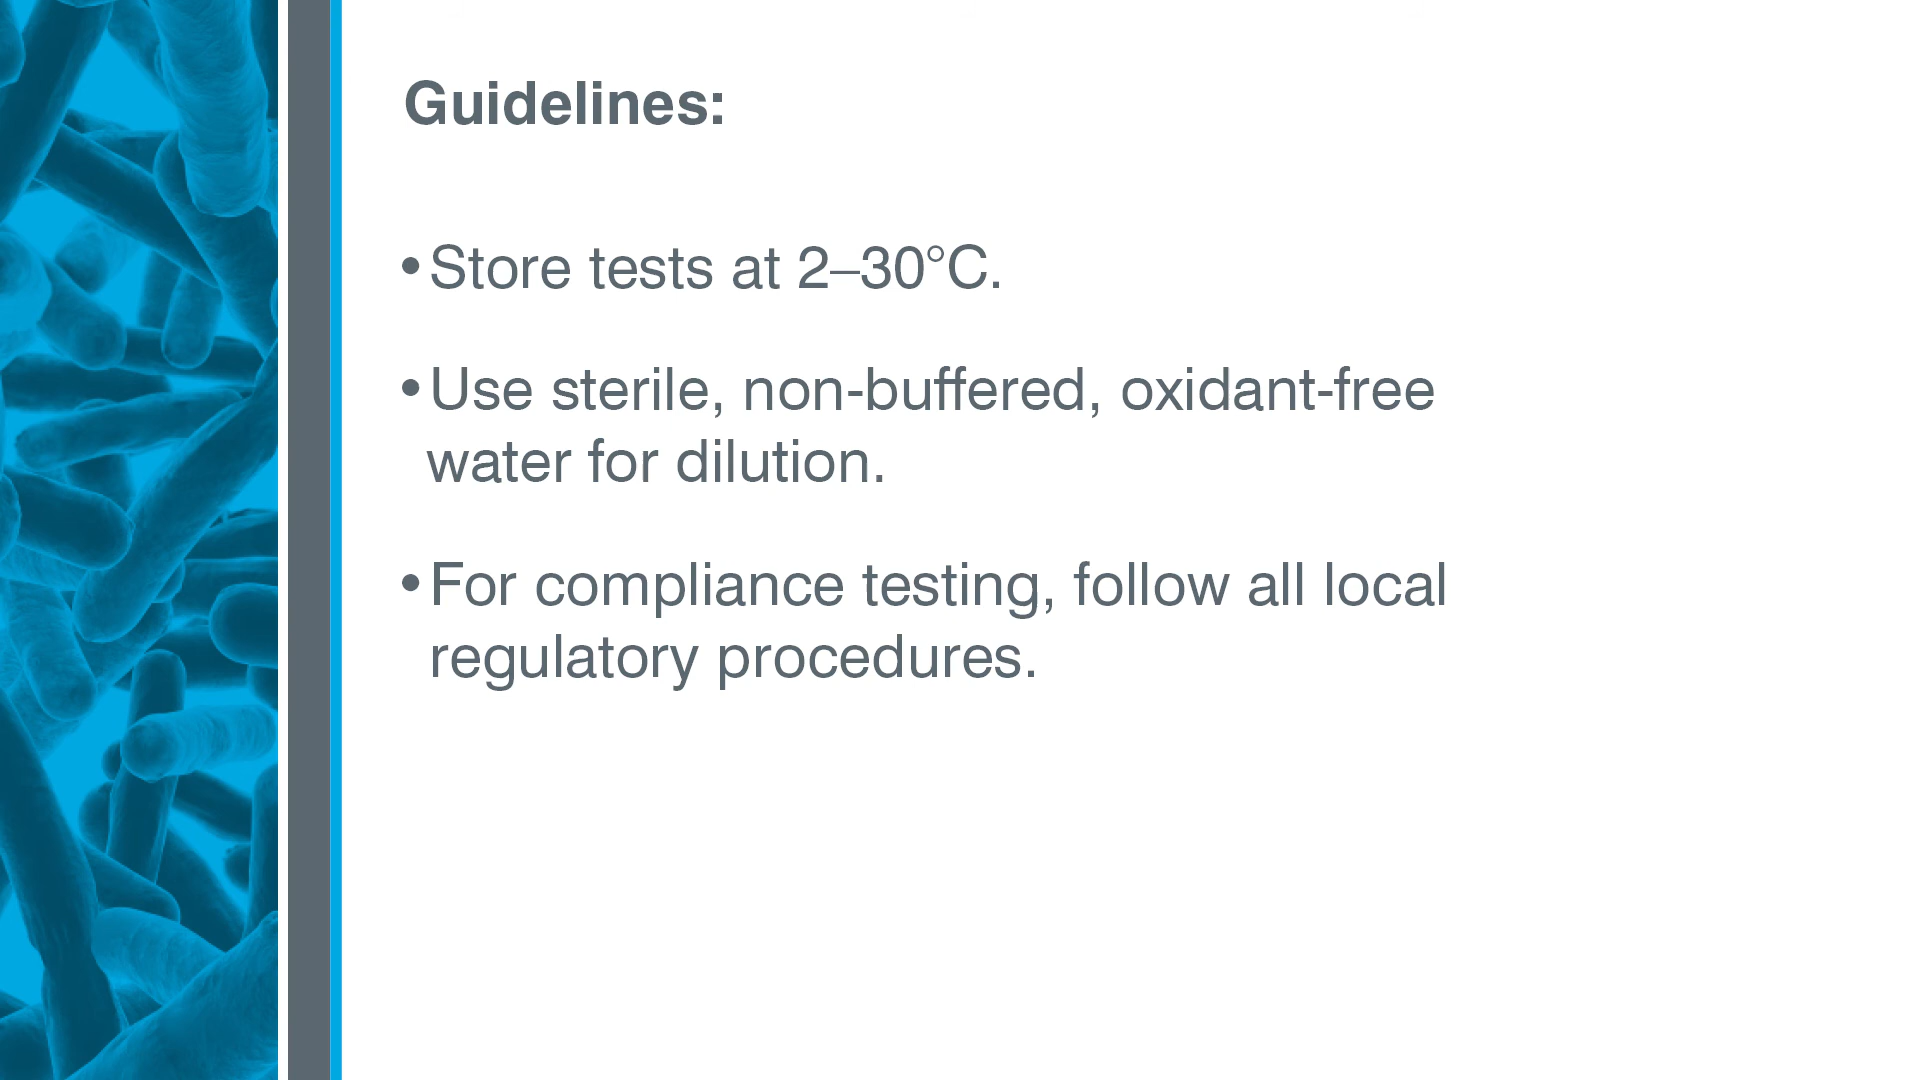 Guidelines:
•Store tests at 2–30°C.
•Use sterile, non-buffered, oxidant-free
water for dilution.
•For compliance testing, follow all local
regulatory procedures.